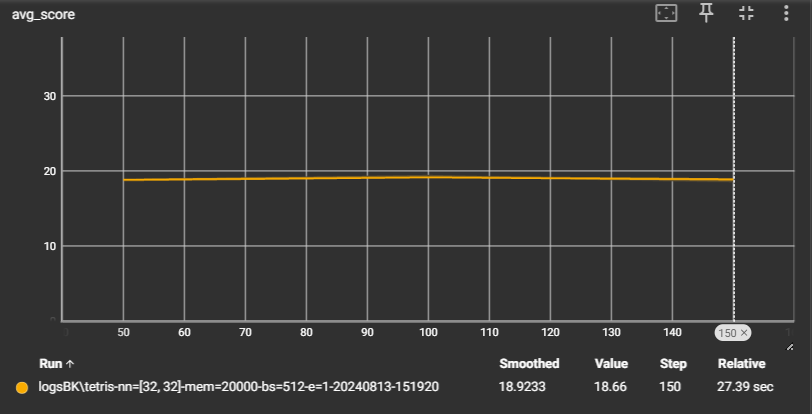 avg_score
30
20
10
50 60 70 80 90 100 110 120 130 140 150
Run Smoothed Value Step Relative
logsBK\tetris-nn=[32, 32]-mem=20000-bs=512-e=1-20240813-151920 18.9233 18.66 150 27.39 sec